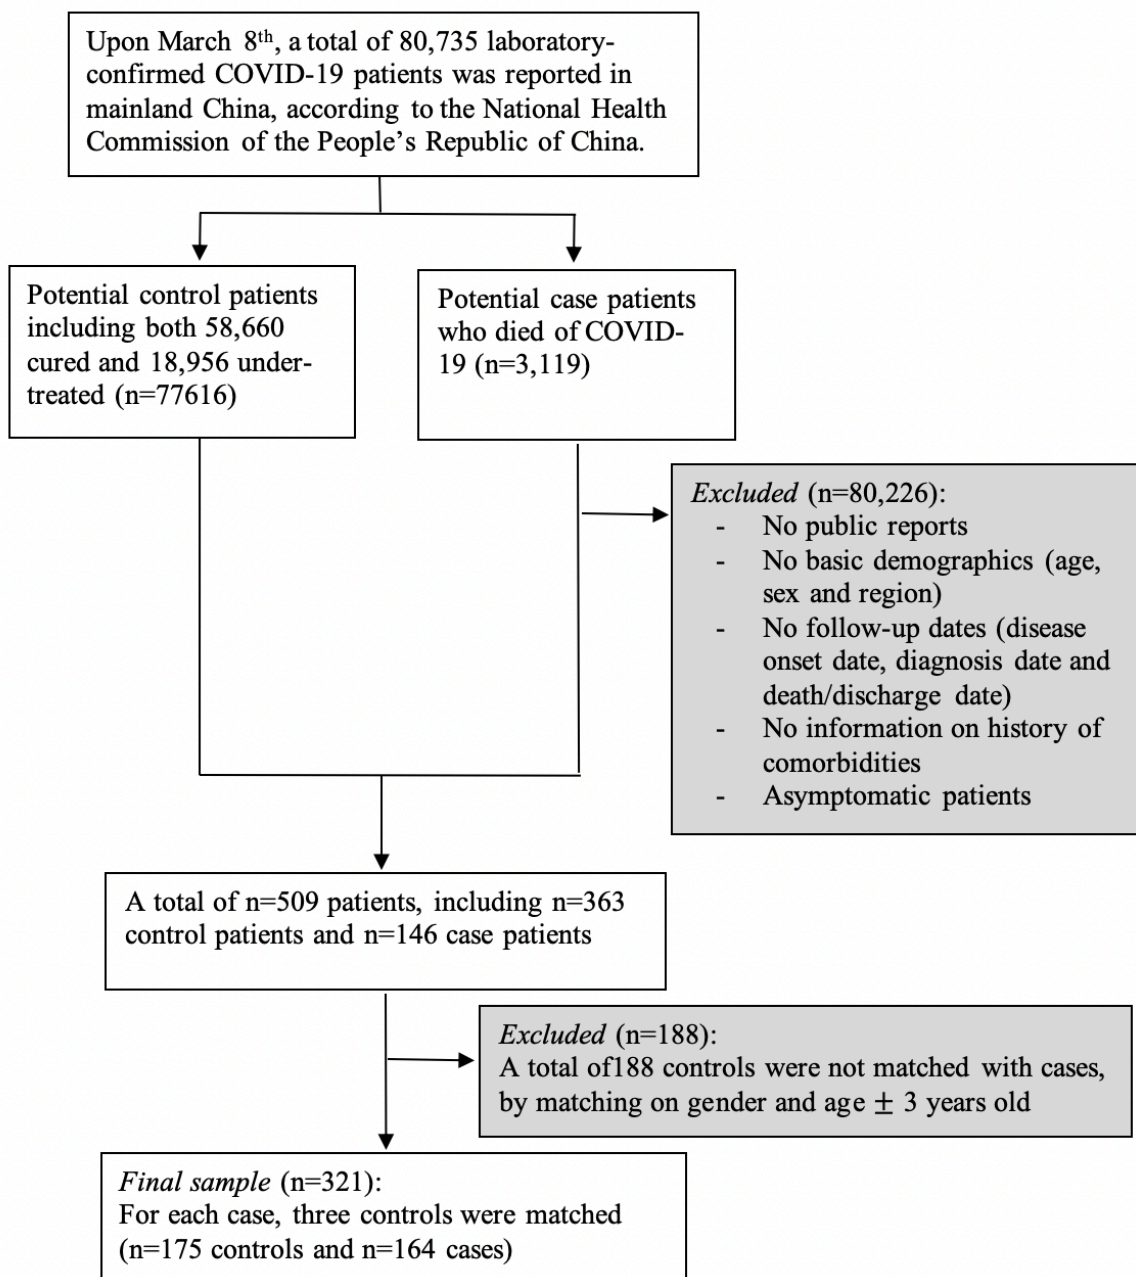 Upon March 8th, a total of 80,735 laboratory-
confirmed COVID-19 patients was reported in
mainland China, according to the National Health
Commission of the People’s Republic of China.
Potential control patients
including both 58,660
cured and 18,956 under-
treated (n=77616)
Potential case patients
who died of COVID-
19 (n=3,119)
Excluded (n=80,226):
- No public reports
- No basic demographics (age,
sex and region)
- No follow-up dates (disease
onset date, diagnosis date and
death/discharge date)
- No information on history of
comorbidities
- Asymptomatic patients
A total of n=509 patients, including n=363
control patients and n=146 case patients
Excluded (n=188):
A total of188 controls were not matched with cases,
by matching on gender and age ± 3 years old
Final sample (n=321):
For each case, three controls were matched
(n=175 controls and n=164 cases)